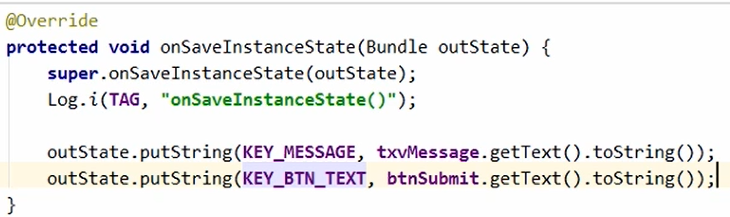 @Override
protected void onSaveInstanceState(Bundle outState) {
    super.onSaveInstanceState(outState);
    Log.i(TAG, "onSaveInstanceState()");

    outState.putString(KEY_MESSAGE, txvMessage.getText().toString());
    outState.putString(KEY_BTN_TEXT, btnSubmit.getText().toString());
}